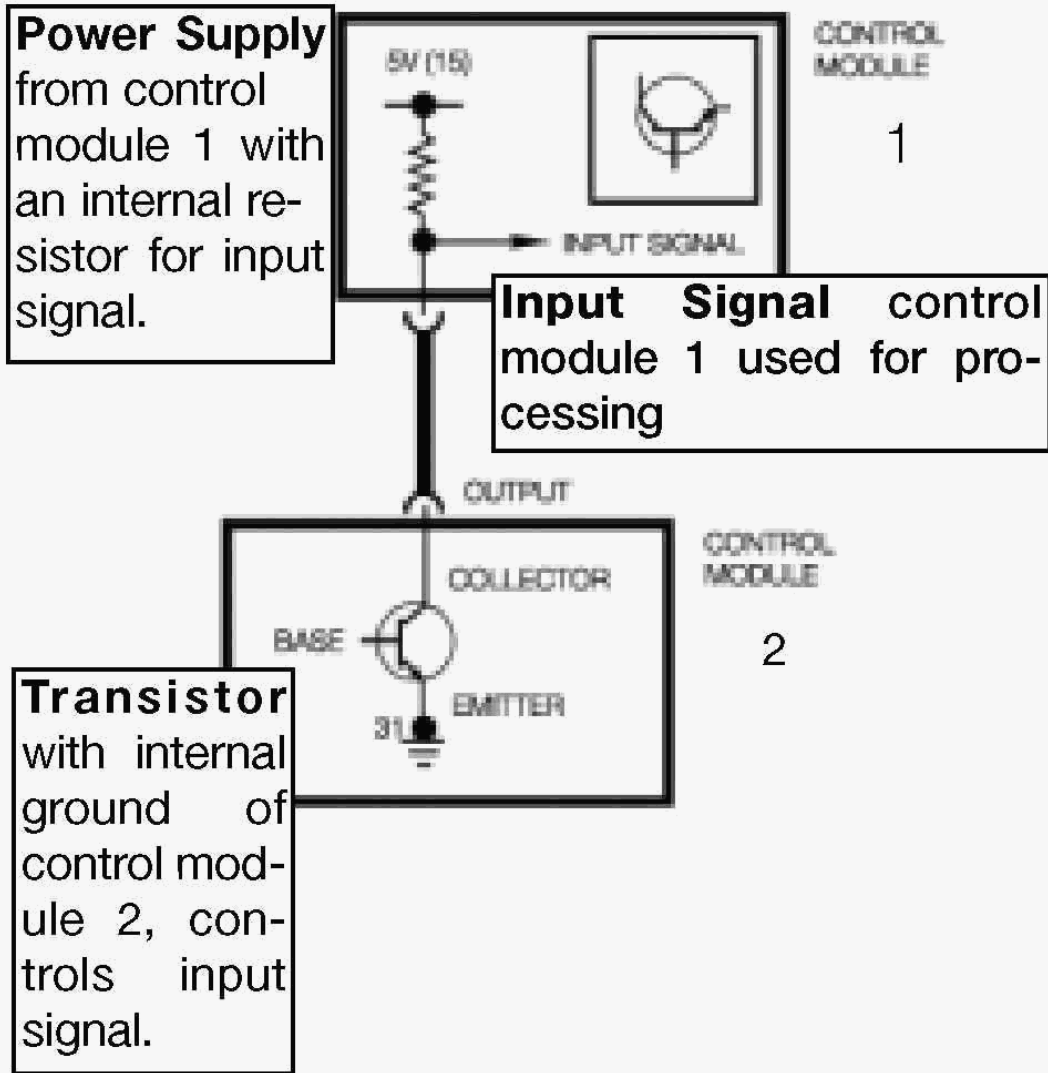 Power Supply
from control
module 1 with
an internal re-
sistor for input
signal.
5V (15)
CONTROL
MODULE
1
INPUT SIGNAL
Input Signal control
module 1 used for pro-
cessing
OUTPUT
CONTROL
MODULE
2
COLLECTOR
BASE
EMITTER
31
Transistor
with internal
ground of
control mod-
ule 2, con-
trols input
signal.